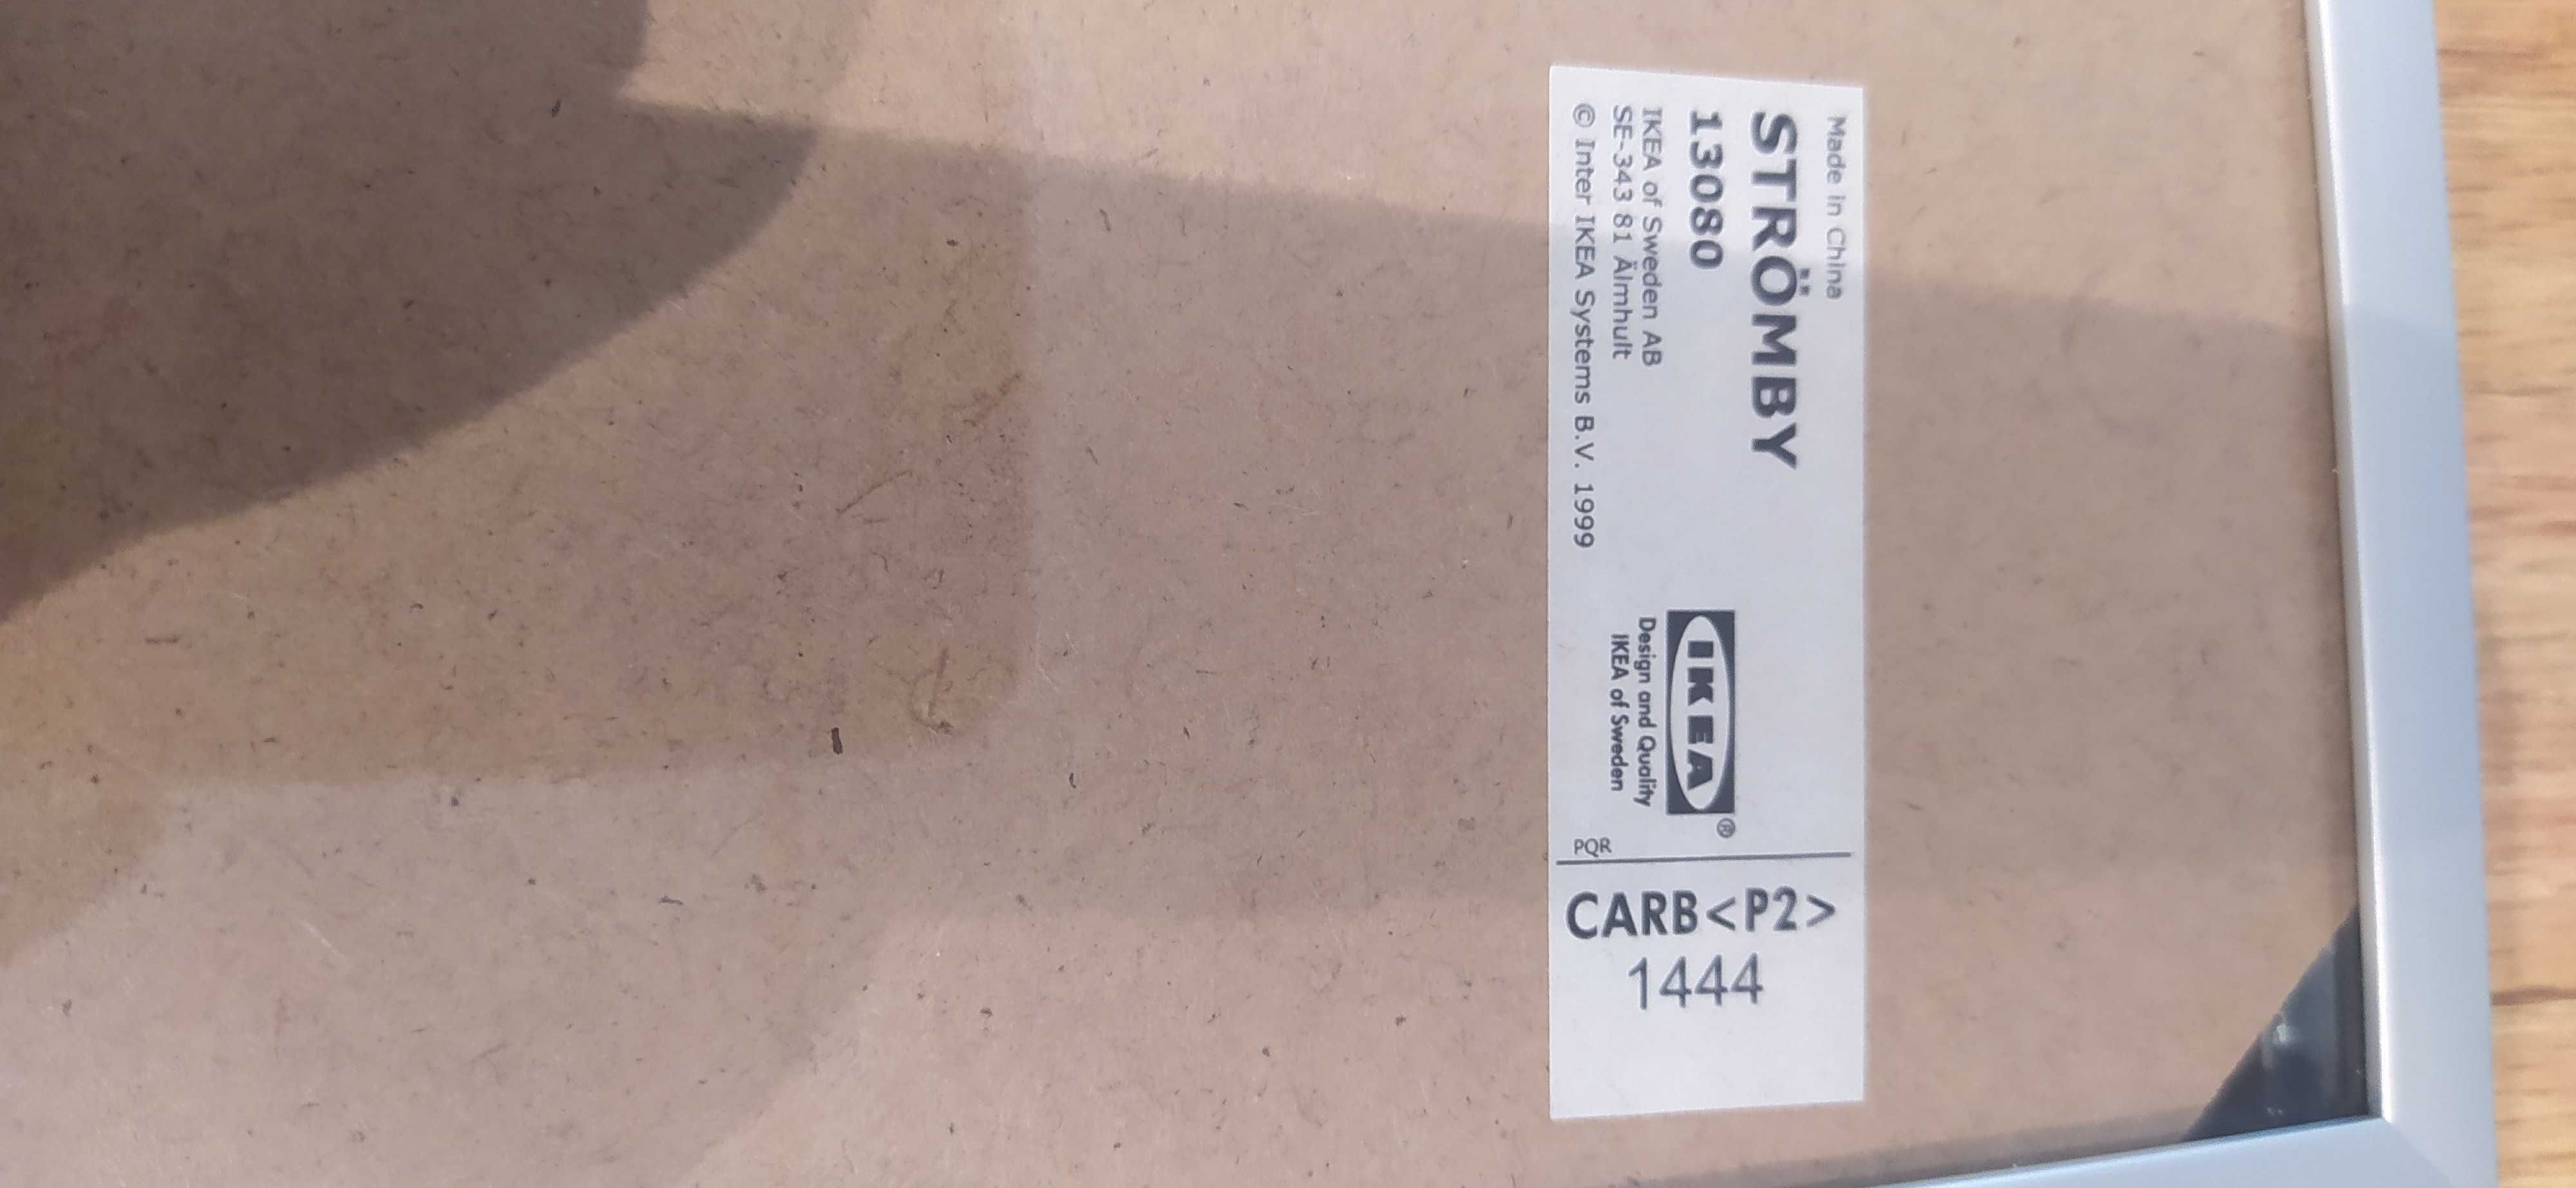 Made in China
STRÖMBY
13080
IKEA of Sweden AB
SE-343 81 Älmhult
© Inter IKEA Systems B.V. 1999
IKEA®
Design and Quality
IKEA of Sweden
PQR
CARB<P2>
1444